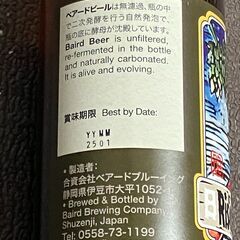 ベアードビールは無濾過、瓶の中
で二次発酵を行う自然発泡で、
瓶の底に酵母が沈殿しています。
Baird Beer is unfiltered,
re-fermented in the bottle
and naturally carbonated.
It is alive & enjoyable.
賞味期限 Best by Date:
YYMM
2501
・製造者：
合資会社ベアードブルーイング
静岡県伊豆市大平1052-1
・Brewed & Bottled by
Baird Brewing Company
Shuzenji, Japan
Tel: 0558-73-1199